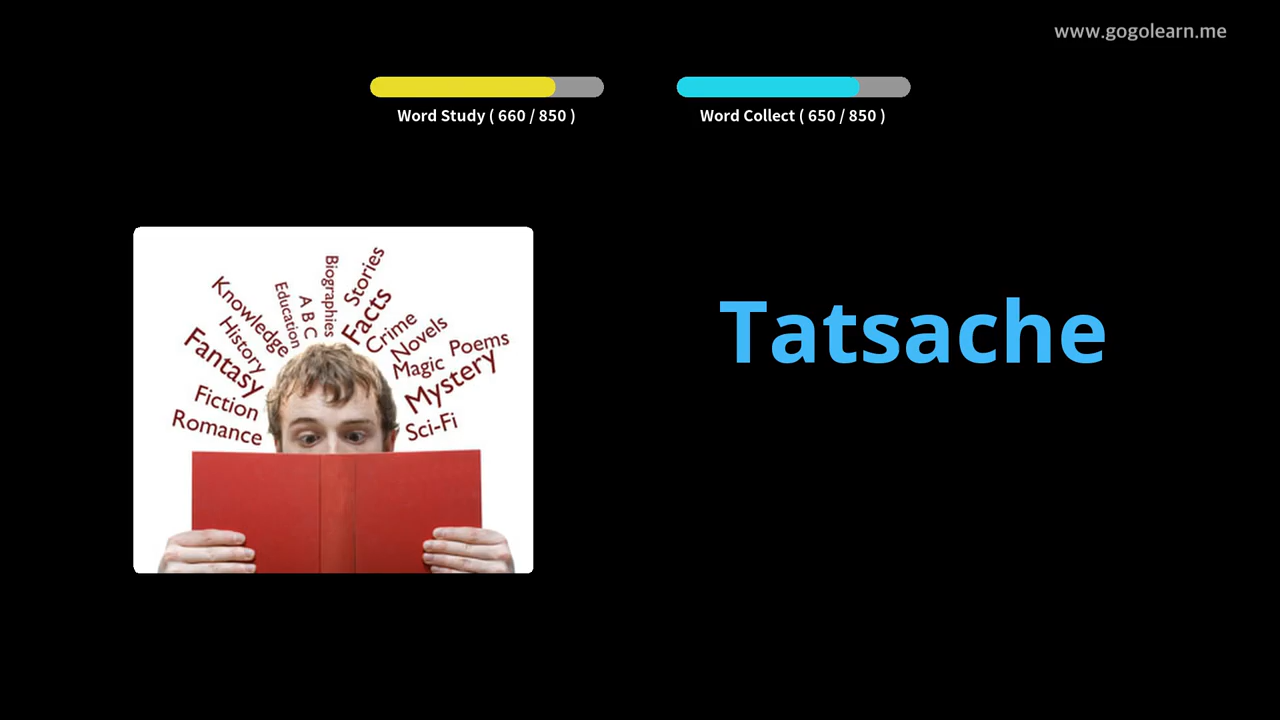 www.gogolearn.me
Word Study ( 660 / 850 )
Word Collect ( 650 / 850 )
Tatsache
Romance
Fiction
Fantasy
History
Knowledge
Education
A B C
Biographies
Stories
Facts
Crime
Novels
Magic
Poems
Mystery
Sci-Fi